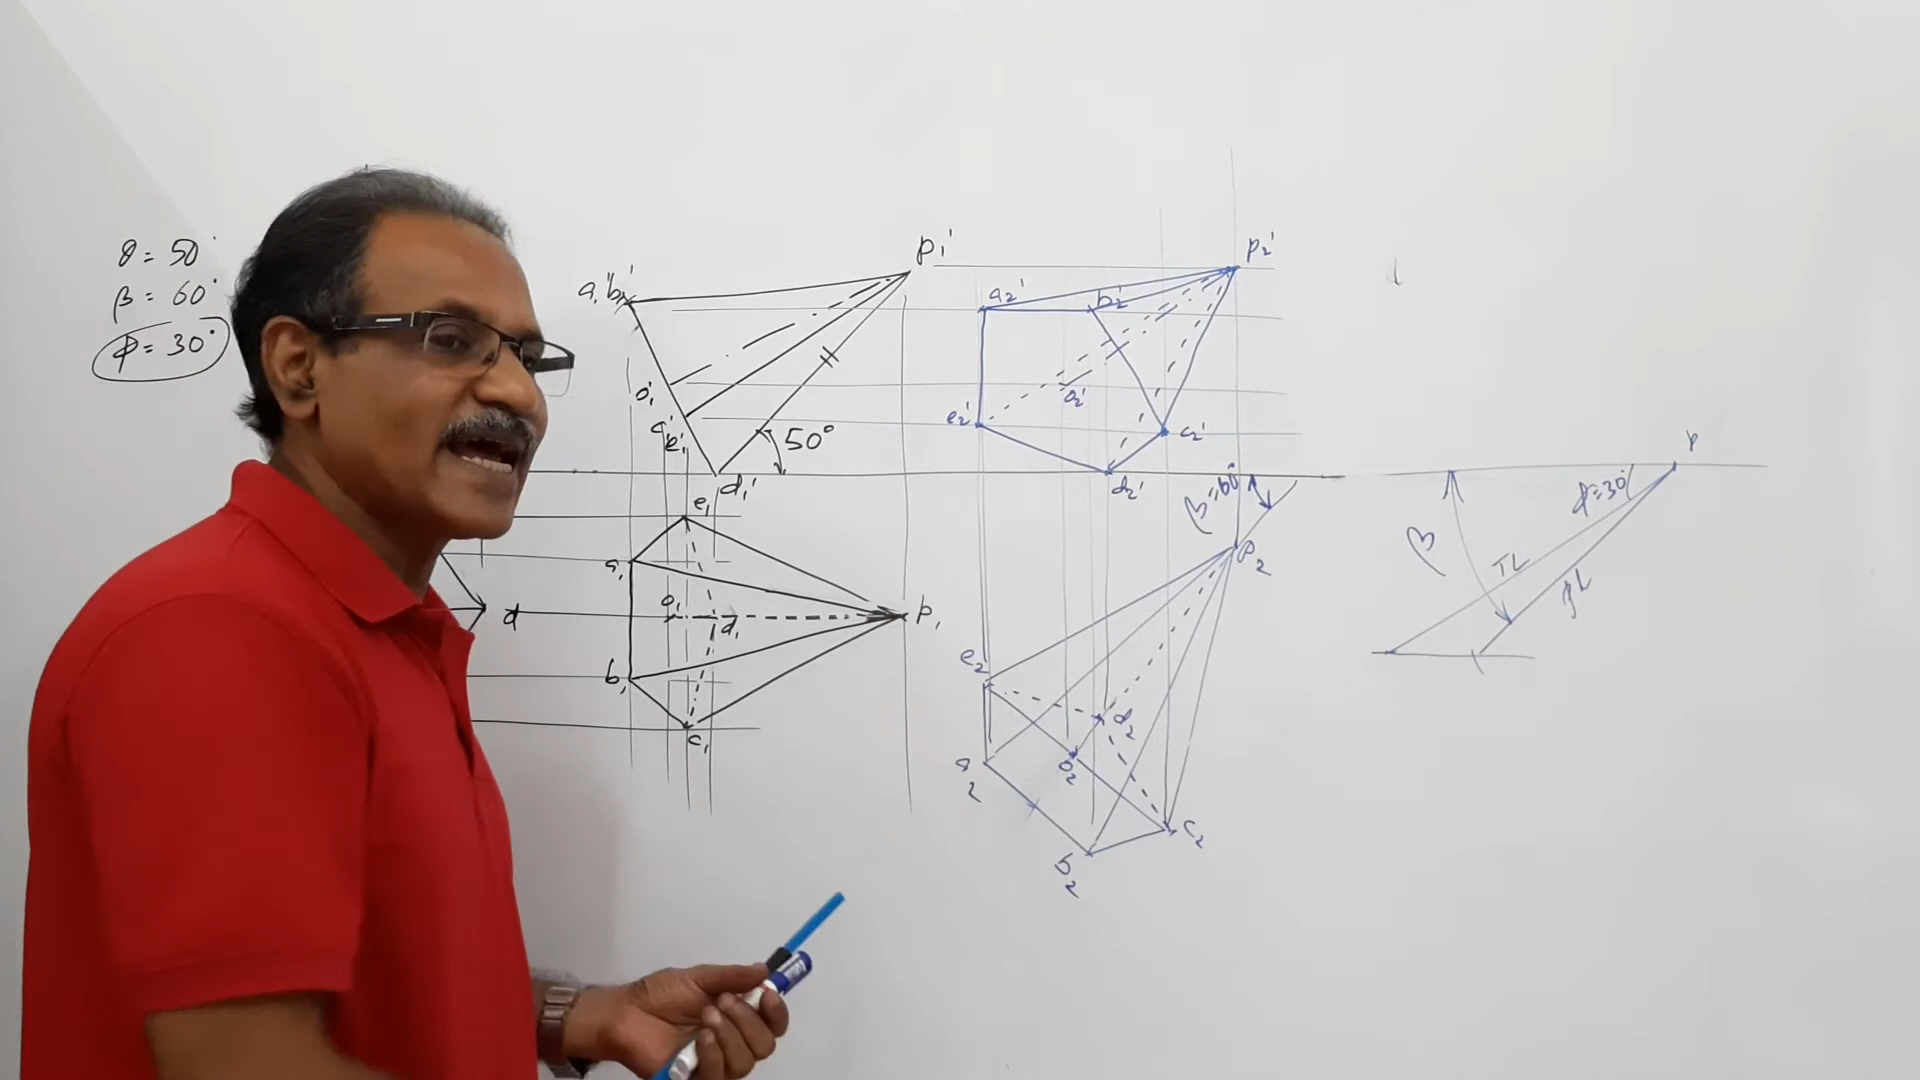 θ = 50°
β = 60°
φ = 30°
a₁'b₁'
p₁'
o₁'
c₁'e₁'
50°
d₁'
e₁
a₁
o₁
d₁
p₁
b₁
c₁
d
a₂'
b₂'
p₂'
e₂'
o₂'
c₂'
d₂'
β=60°
p₂
e₂
d₂
a₂
o₂
c₂
b₂
P
φ=30°
β
TL